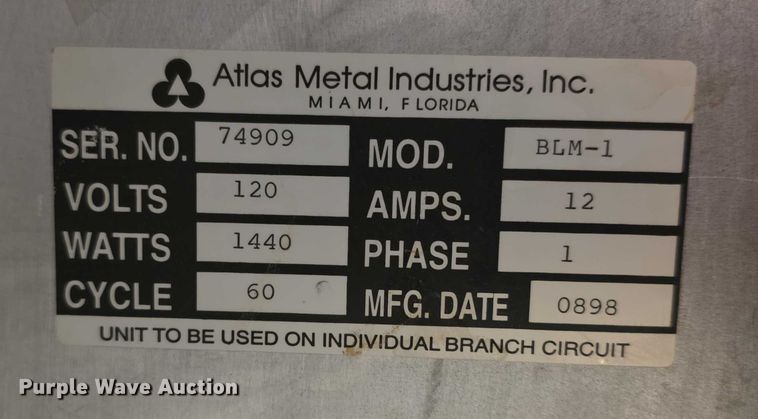 Atlas Metal Industries, Inc.
MIAMI, FLORIDA
SER. NO. 74909 MOD. BLM-1
VOLTS 120 AMPS. 12
WATTS 1440 PHASE 1
CYCLE 60 MFG. DATE 0898
UNIT TO BE USED ON INDIVIDUAL BRANCH CIRCUIT
Purple Wave Auction